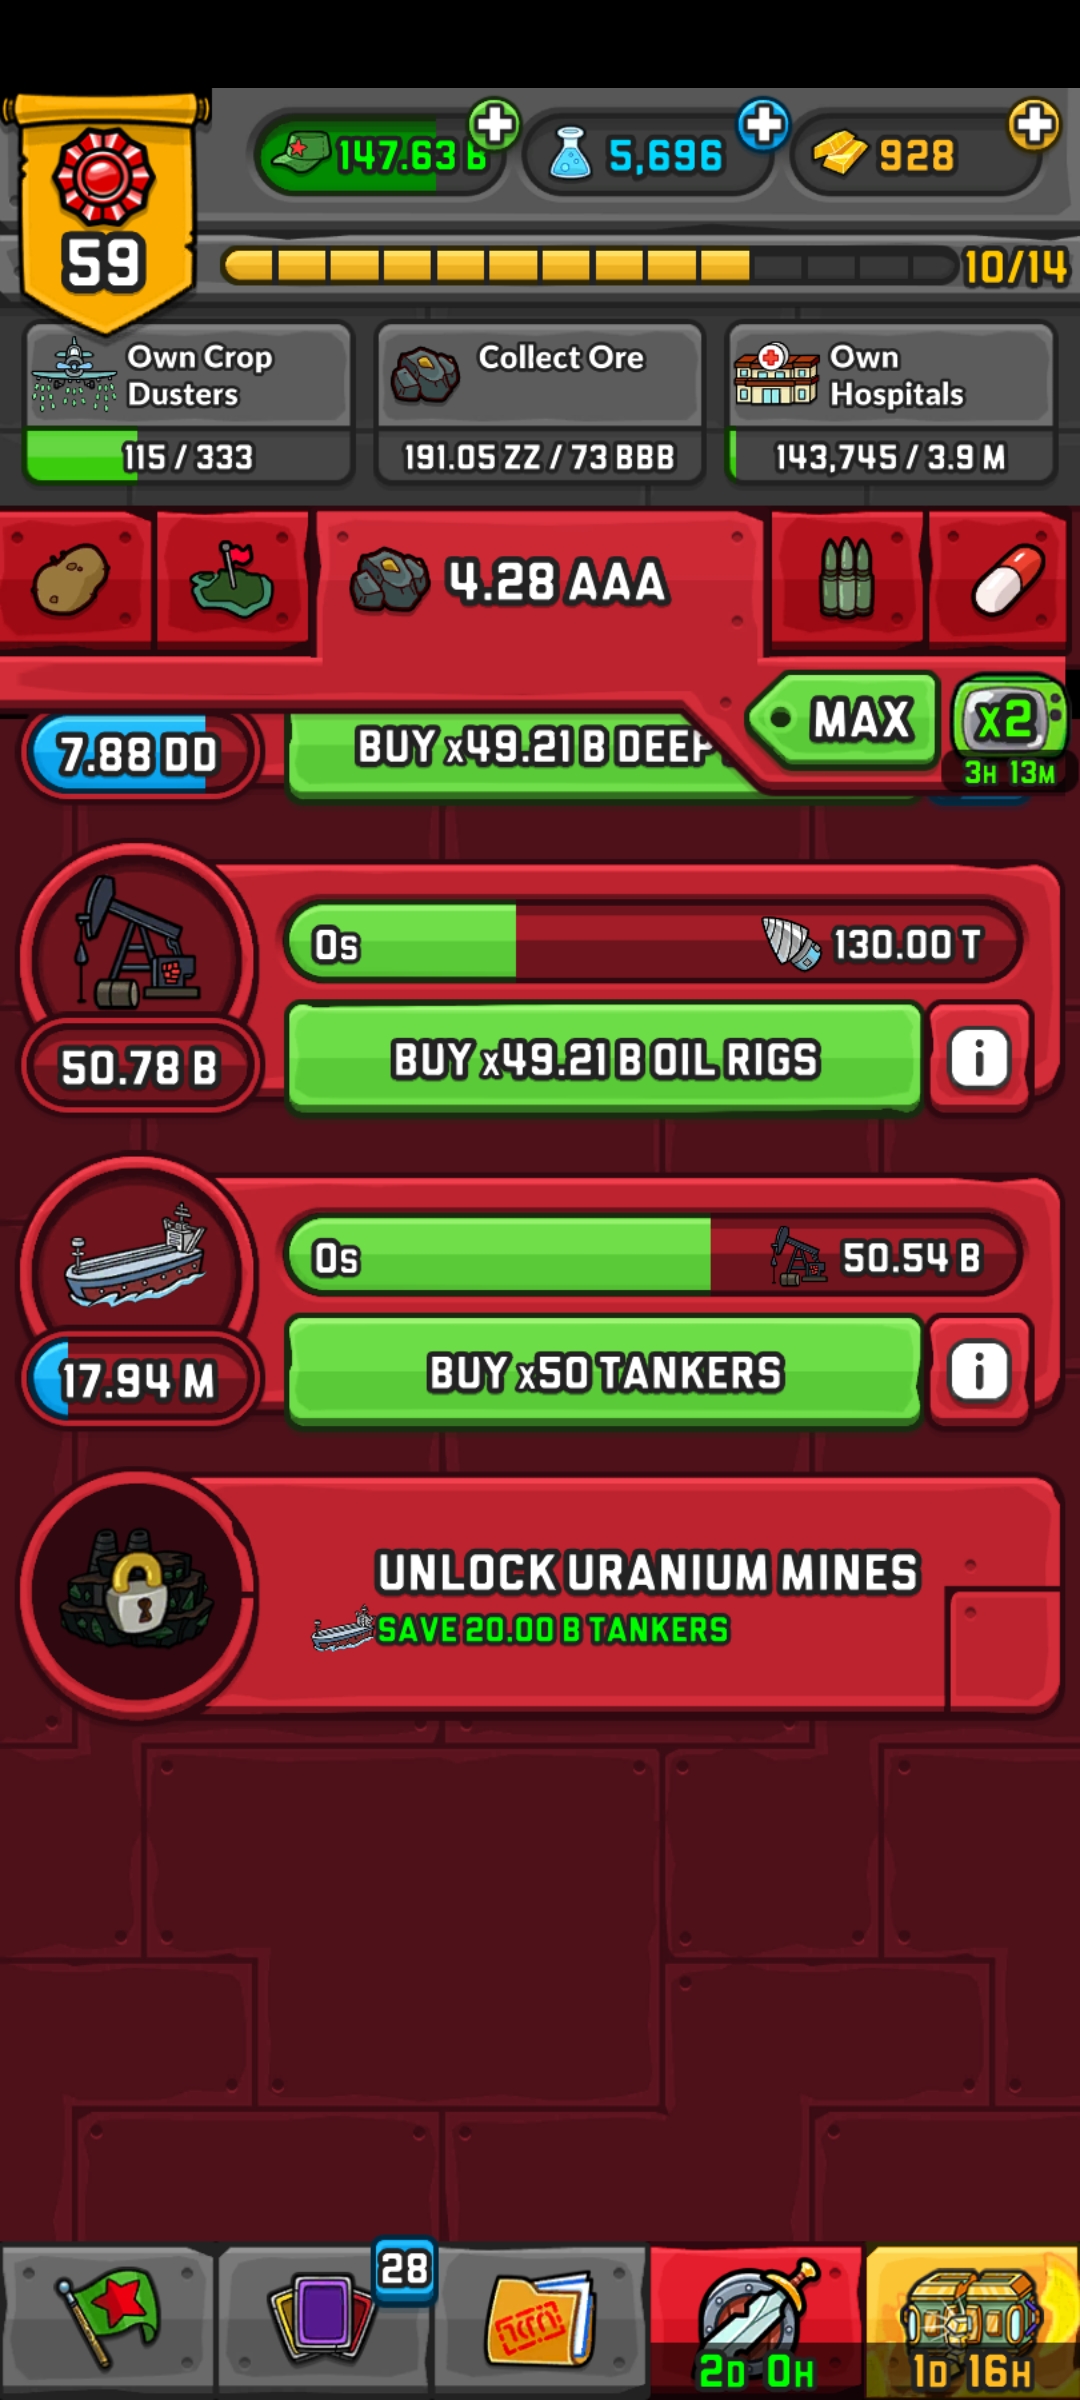 147.63 B
5,696
928
59
10/14
Own Crop
Dusters
115 / 333
Collect Ore
191.05 ZZ / 73 BBB
Own
Hospitals
143,745 / 3.9 M
4.28 AAA
MAX
x2
3H 13M
7.88 DD
BUY x49.21 B DEEP
0s
130.00 T
50.78 B
BUY x49.21 B OIL RIGS
i
0s
50.54 B
17.94 M
BUY x50 TANKERS
i
UNLOCK URANIUM MINES
SAVE 20.00 B TANKERS
28
2D 0H
1D 16H